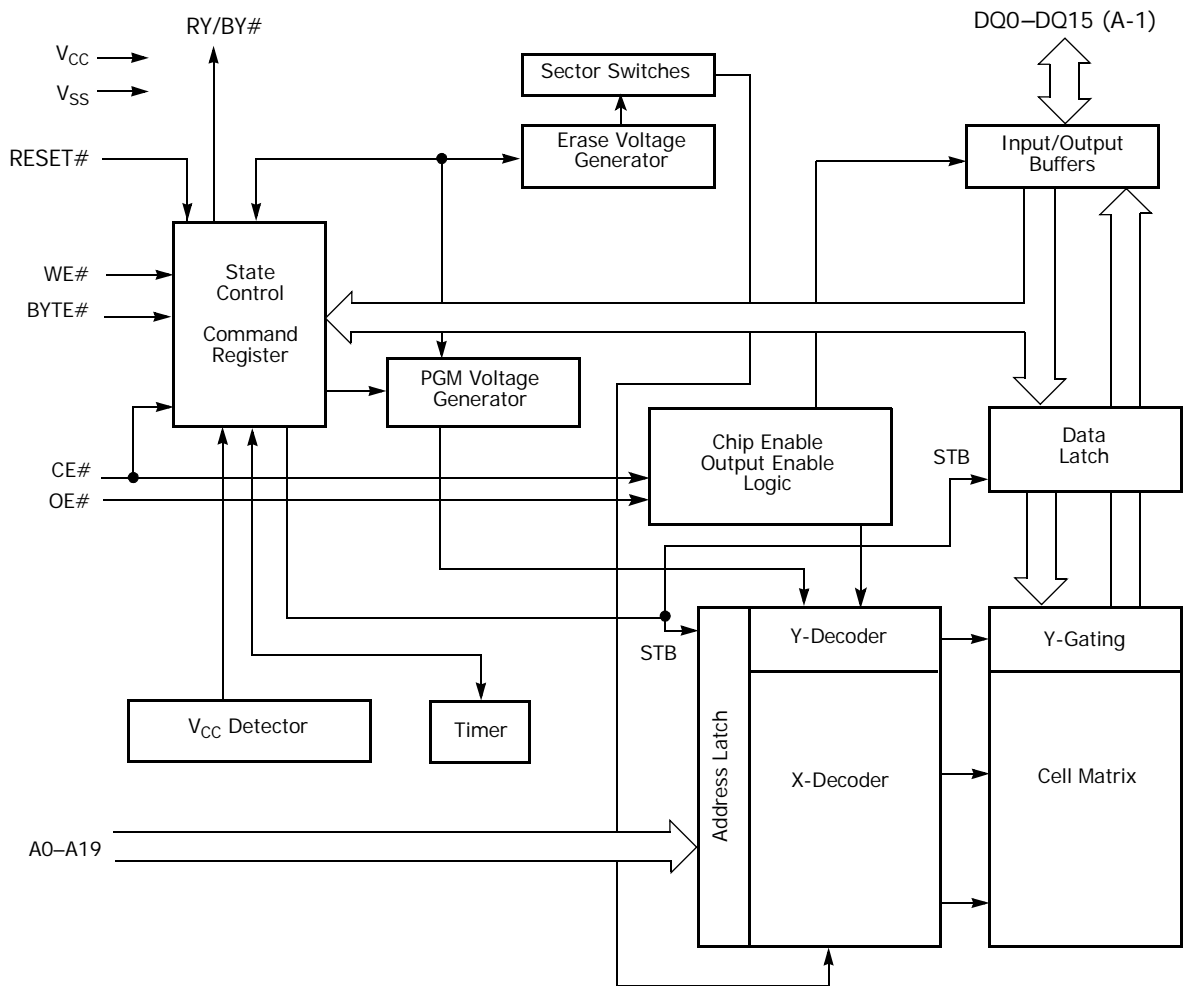 RY/BY#
DQ0–DQ15 (A-1)
VCC
VSS
Sector Switches
Erase Voltage
Generator
Input/Output
Buffers
RESET#
WE#
BYTE#
State
Control
Command
Register
PGM Voltage
Generator
Chip Enable
Output Enable
Logic
Data
Latch
STB
CE#
OE#
STB
Y-Decoder
Y-Gating
VCC Detector
Timer
Address Latch
X-Decoder
Cell Matrix
A0–A19